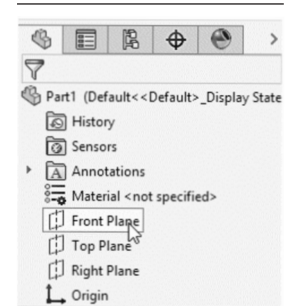 Part1 (Default<<Default>_Display State
History
Sensors
Annotations
Material <not specified>
Front Plane
Top Plane
Right Plane
Origin